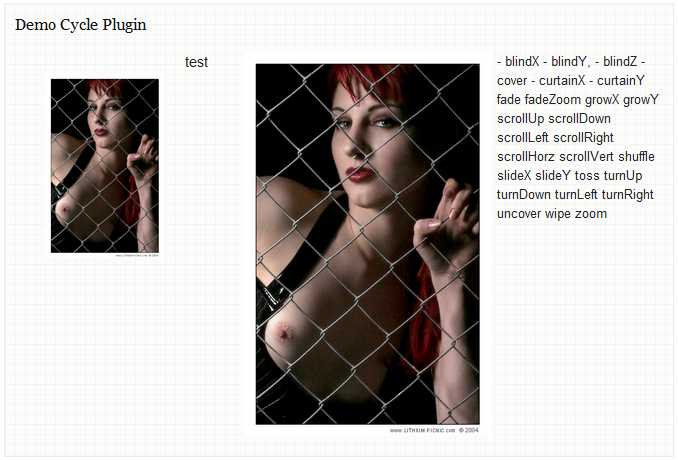 Demo Cycle Plugin
test
- blindX - blindY, - blindZ -
cover - curtainX - curtainY
fade fadeZoom growX growY
scrollUp scrollDown
scrollLeft scrollRight
scrollHorz scrollVert shuffle
slideX slideY toss turnUp
turnDown turnLeft turnRight
uncover wipe zoom
www.LITHIUM-PICNIC.com © 2004